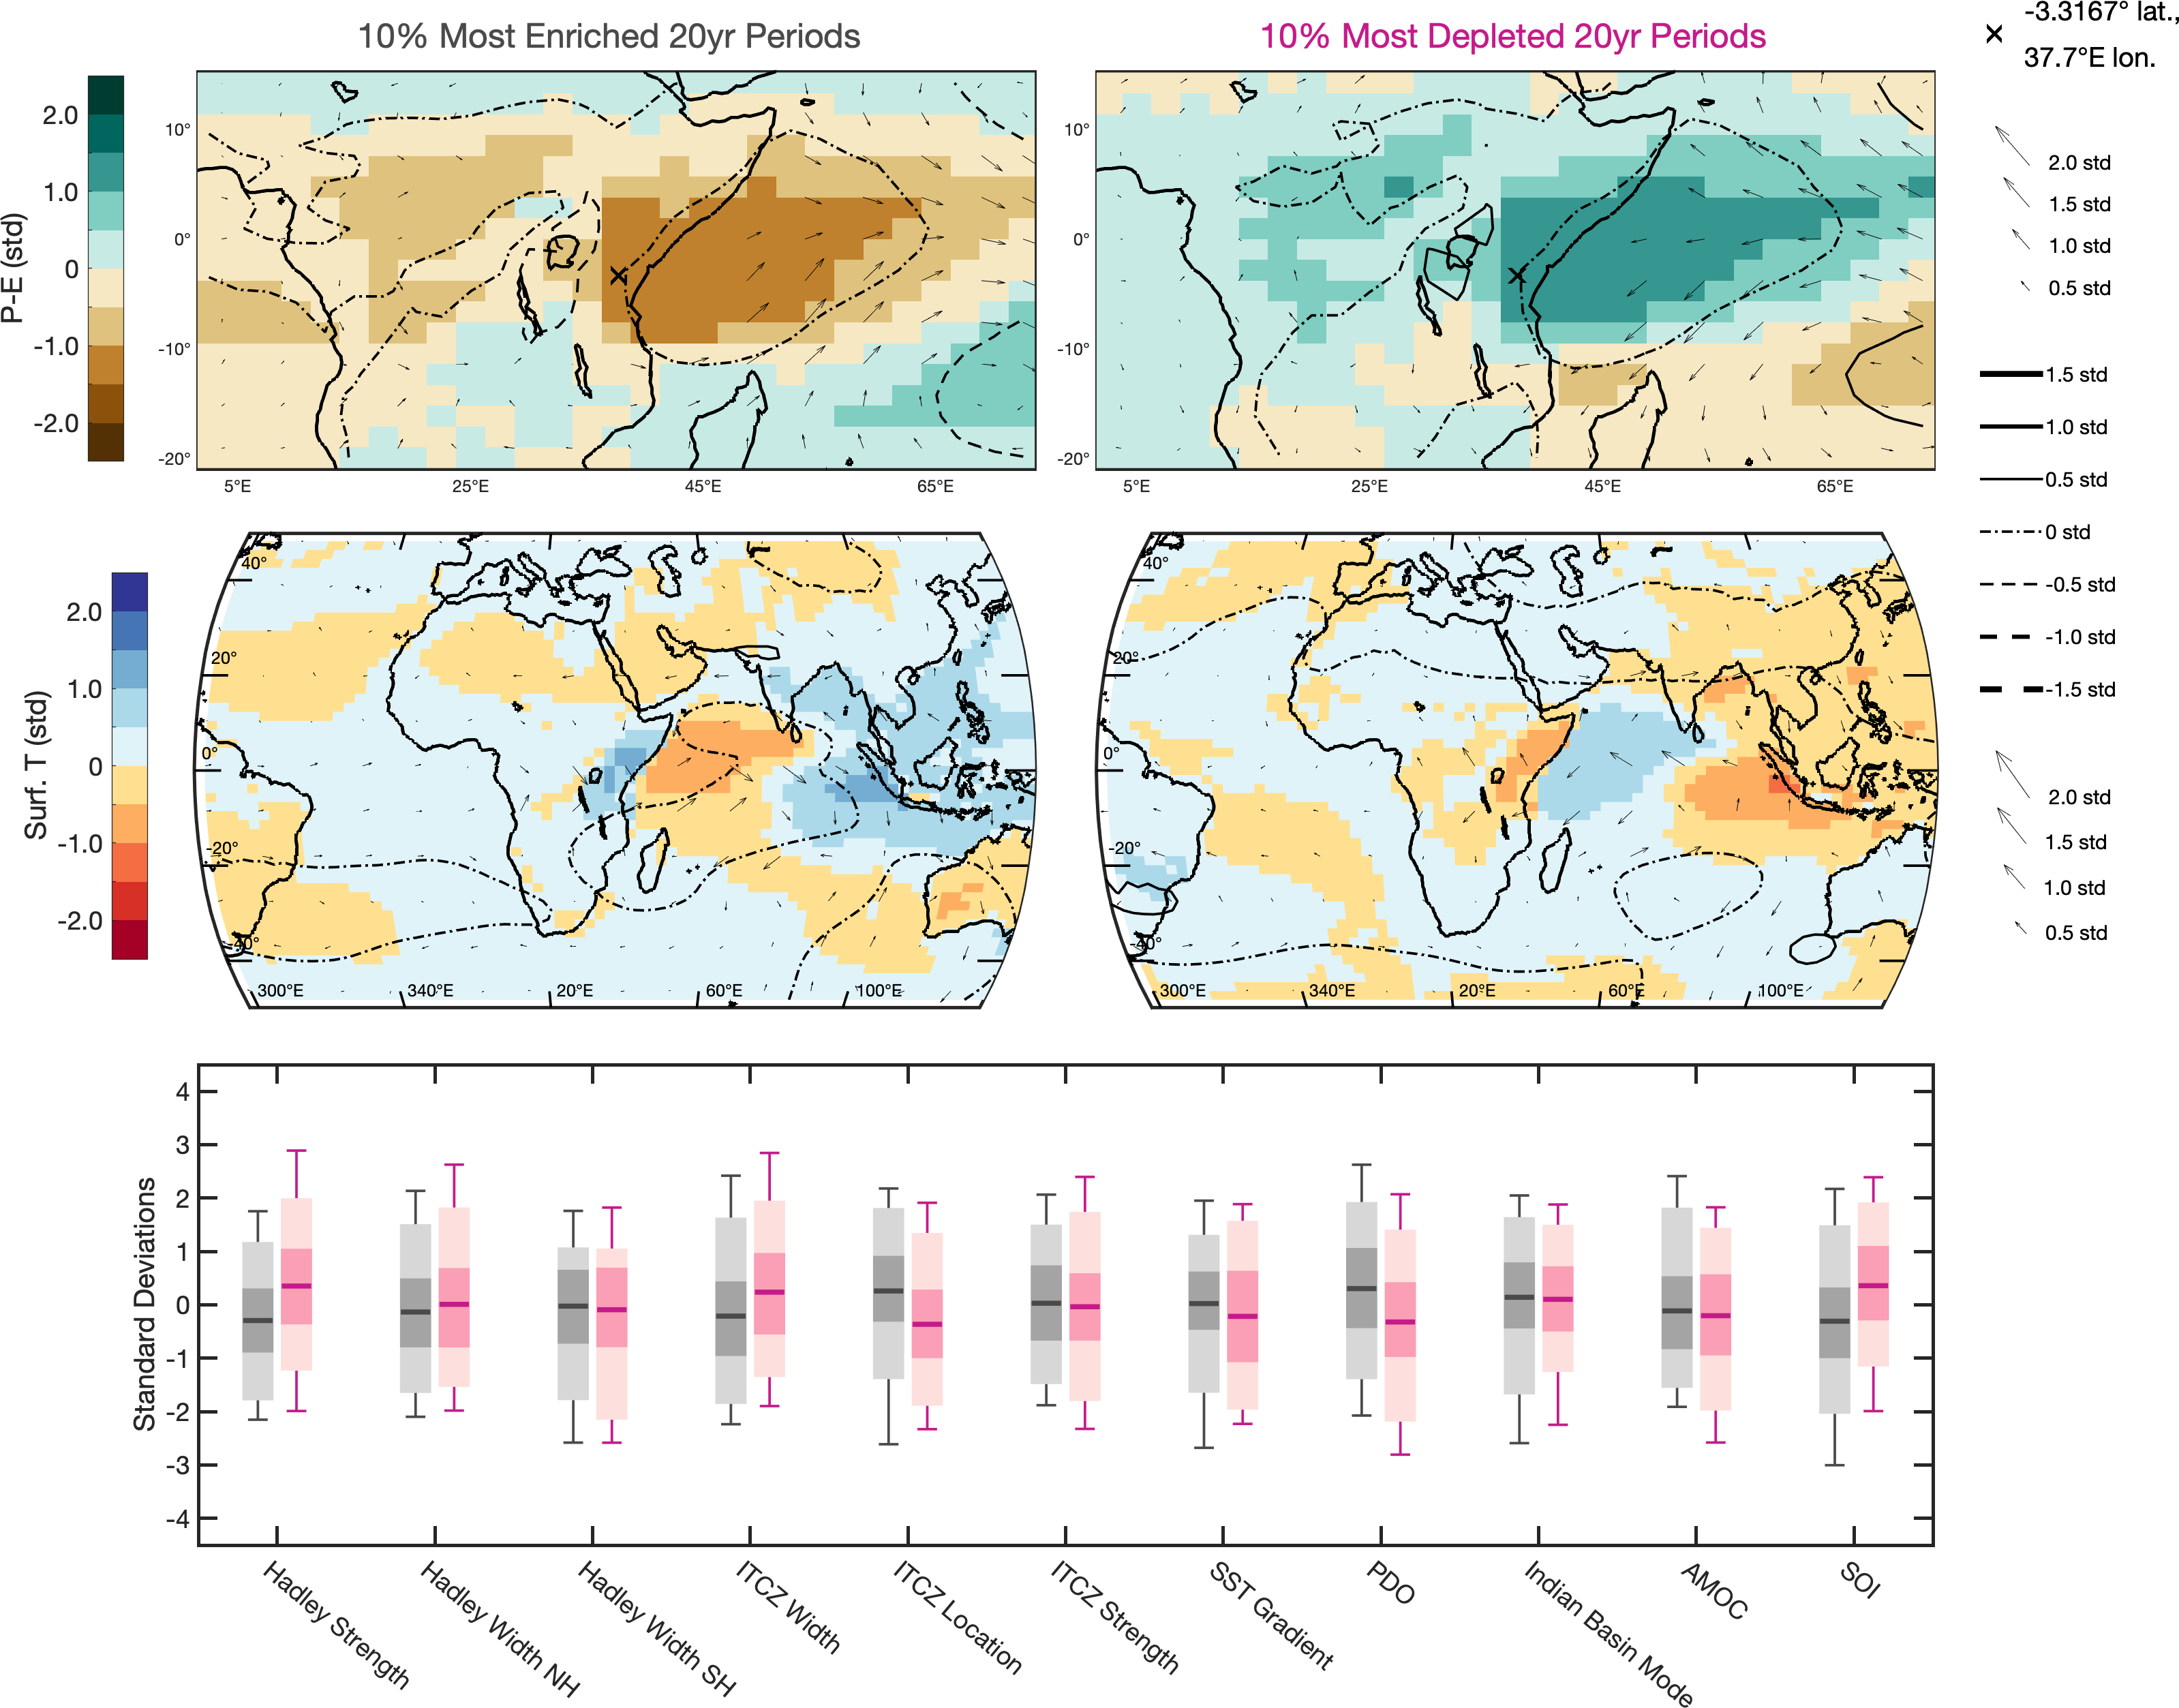 10% Most Enriched 20yr Periods
10% Most Depleted 20yr Periods
-3.3167° lat.,
37.7°E lon.
P-E (std)
2.0
1.0
0
-1.0
-2.0
10°
0°
-10°
-20°
5°E
25°E
45°E
65°E
10°
0°
-10°
-20°
5°E
25°E
45°E
65°E
2.0 std
1.5 std
1.0 std
0.5 std
1.5 std
1.0 std
0.5 std
0 std
-0.5 std
-1.0 std
-1.5 std
Surf. T (std)
2.0
1.0
0
-1.0
-2.0
40°
20°
0°
-20°
-40°
300°E
340°E
20°E
60°E
100°E
40°
20°
0°
-20°
-40°
300°E
340°E
20°E
60°E
100°E
2.0 std
1.5 std
1.0 std
0.5 std
Standard Deviations
4
3
2
1
0
-1
-2
-3
-4
Hadley Strength
Hadley Width NH
Hadley Width SH
ITCZ Width
ITCZ Location
ITCZ Strength
SST Gradient
PDO
Indian Basin Mode
AMOC
SOI